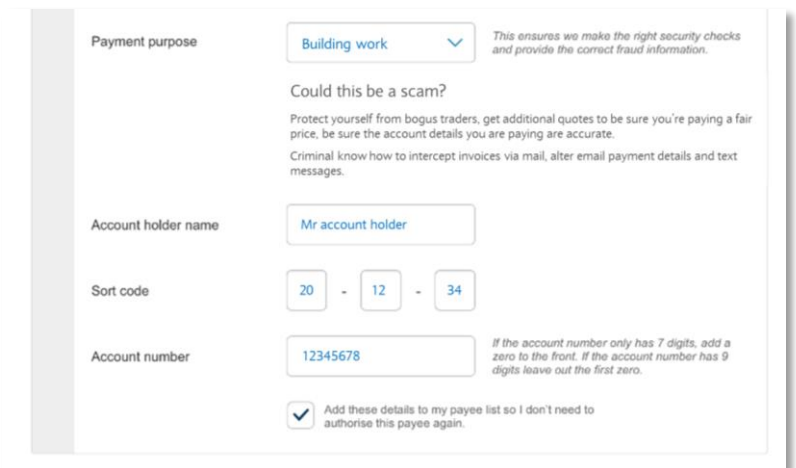 Payment purpose
Building work
This ensures we make the right security checks
and provide the correct fraud information.
Could this be a scam?
Protect yourself from bogus traders, get additional quotes to be sure you're paying a fair
price, be sure the account details you are paying are accurate.
Criminal know how to intercept invoices via mail, alter email payment details and text
messages.
Account holder name
Mr account holder
Sort code
20 - 12 - 34
Account number
12345678
If the account number only has 7 digits, add a
zero to the front. If the account number has 9
digits leave out the first zero.
Add these details to my payee list so I don't need to
authorise this payee again.